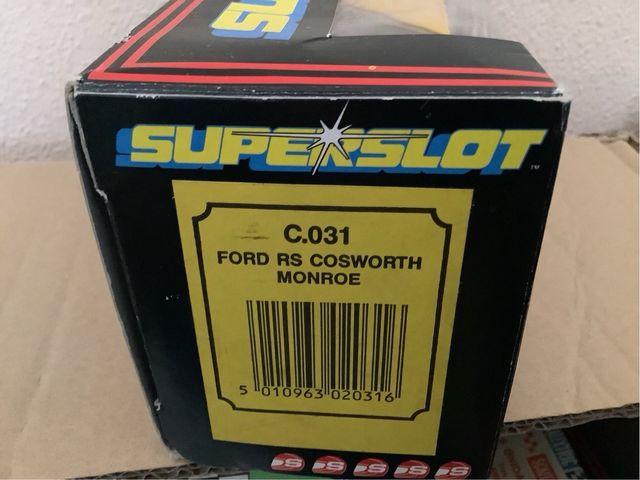 SUPERSLOT
C.031
FORD RS COSWORTH
MONROE
5 010963 020316